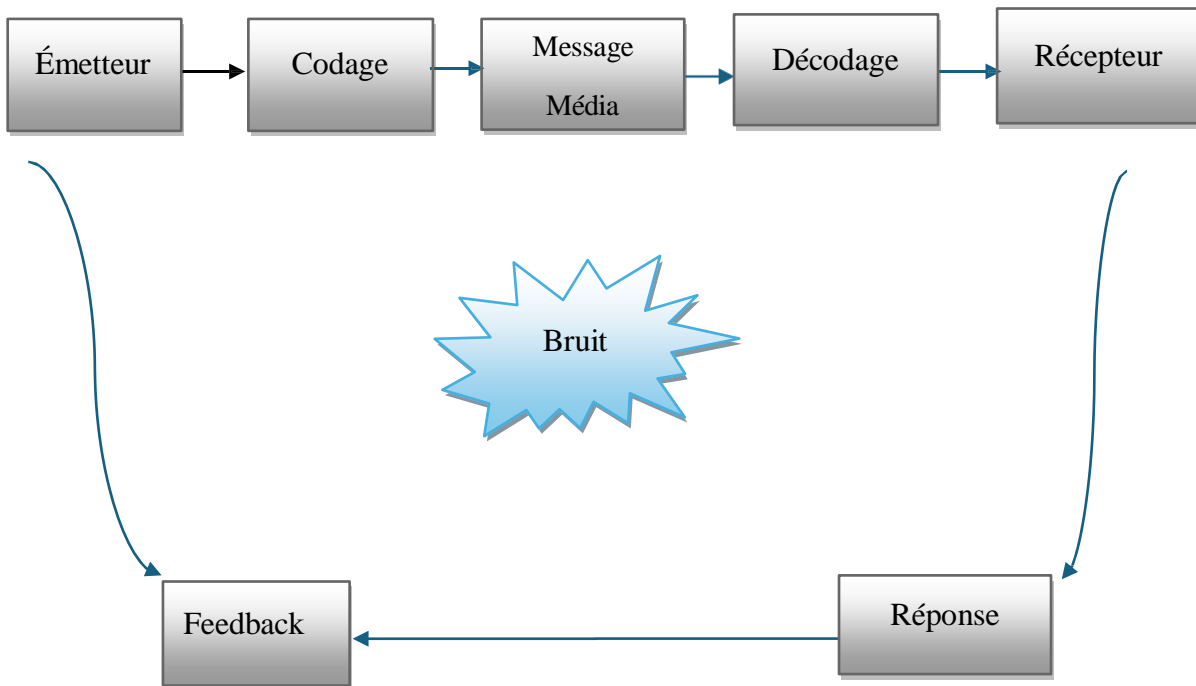 Émetteur
Codage
Message
Média
Décodage
Récepteur
Bruit
Feedback
Réponse